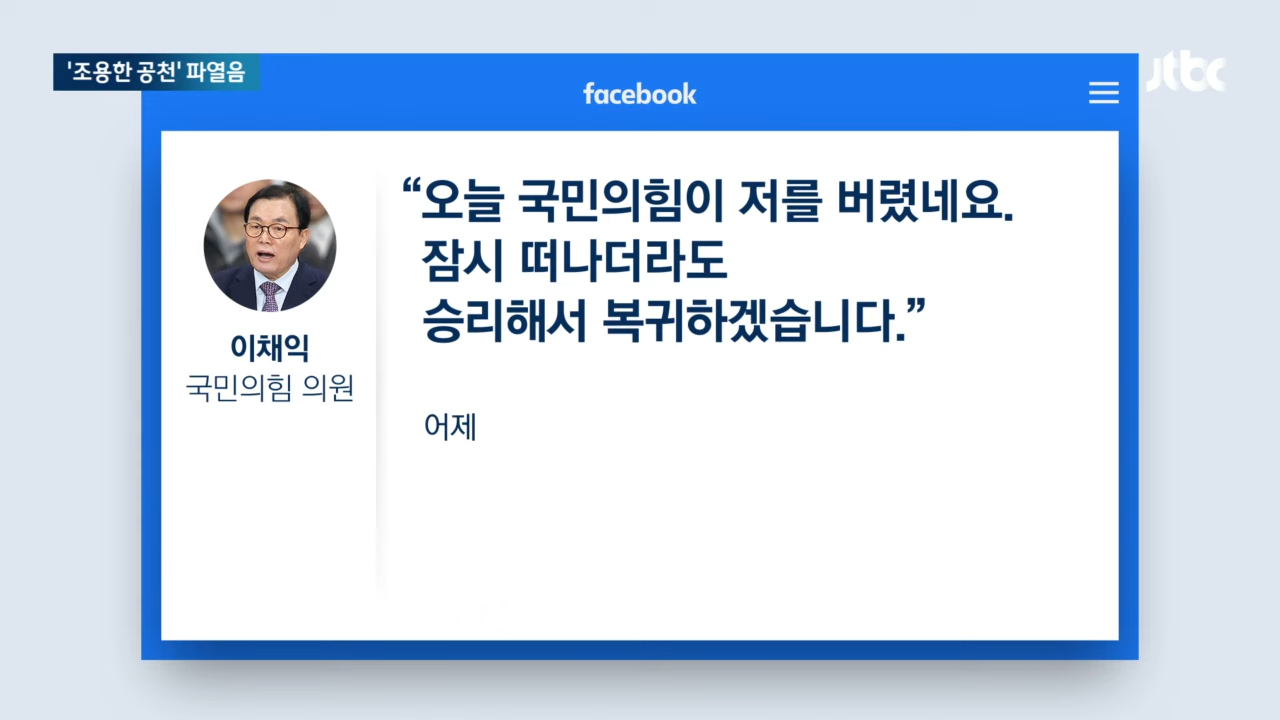 '조용한 공천' 파열음
facebook
jtbc
“오늘 국민의힘이 저를 버렸네요.
잠시 떠나더라도
승리해서 복귀하겠습니다.”
어제
이채익
국민의힘 의원